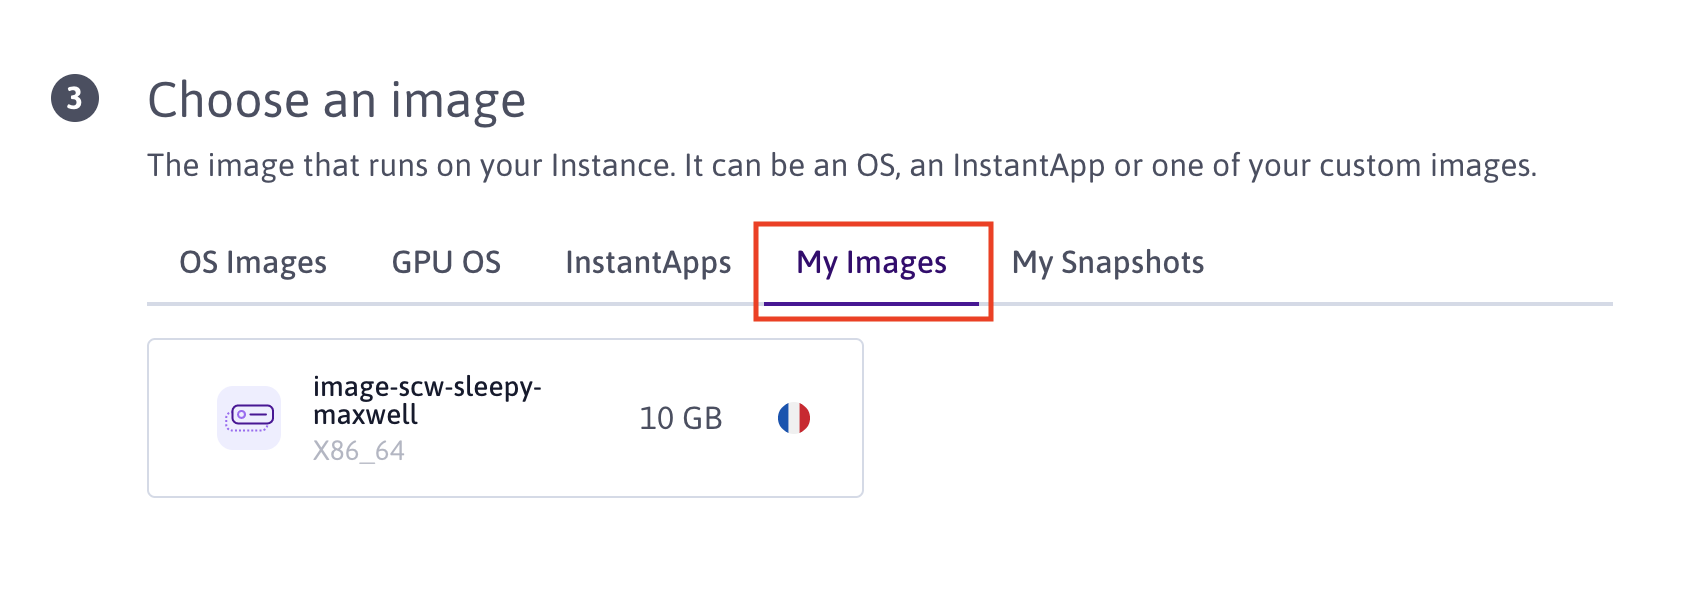 3
Choose an image
The image that runs on your Instance. It can be an OS, an InstantApp or one of your custom images.
OS Images
GPU OS
InstantApps
My Images
My Snapshots
image-scw-sleepy-
maxwell
X86_64
10 GB